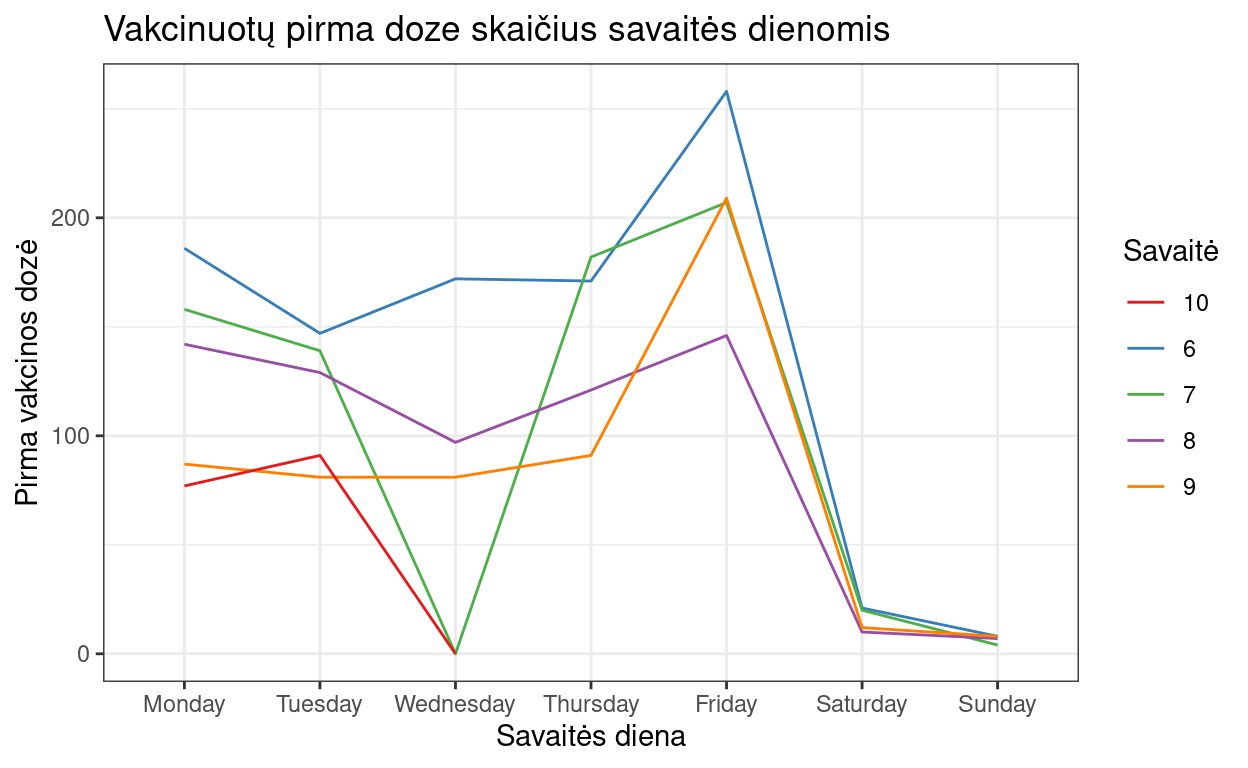 Vakcinuotų pirma doze skaičius savaitės dienomis
Pirma vakcinos dozė
200
100
0
Monday Tuesday Wednesday Thursday Friday Saturday Sunday
Savaitės diena
Savaitė
10
6
7
8
9